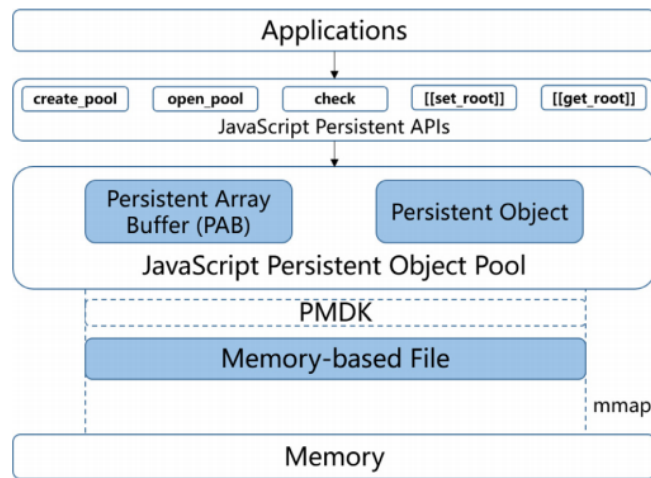 Applications
create_pool open_pool check [[set_root]] [[get_root]]
JavaScript Persistent APIs
Persistent Array
Buffer (PAB)
Persistent Object
JavaScript Persistent Object Pool
PMDK
Memory-based File
mmap
Memory